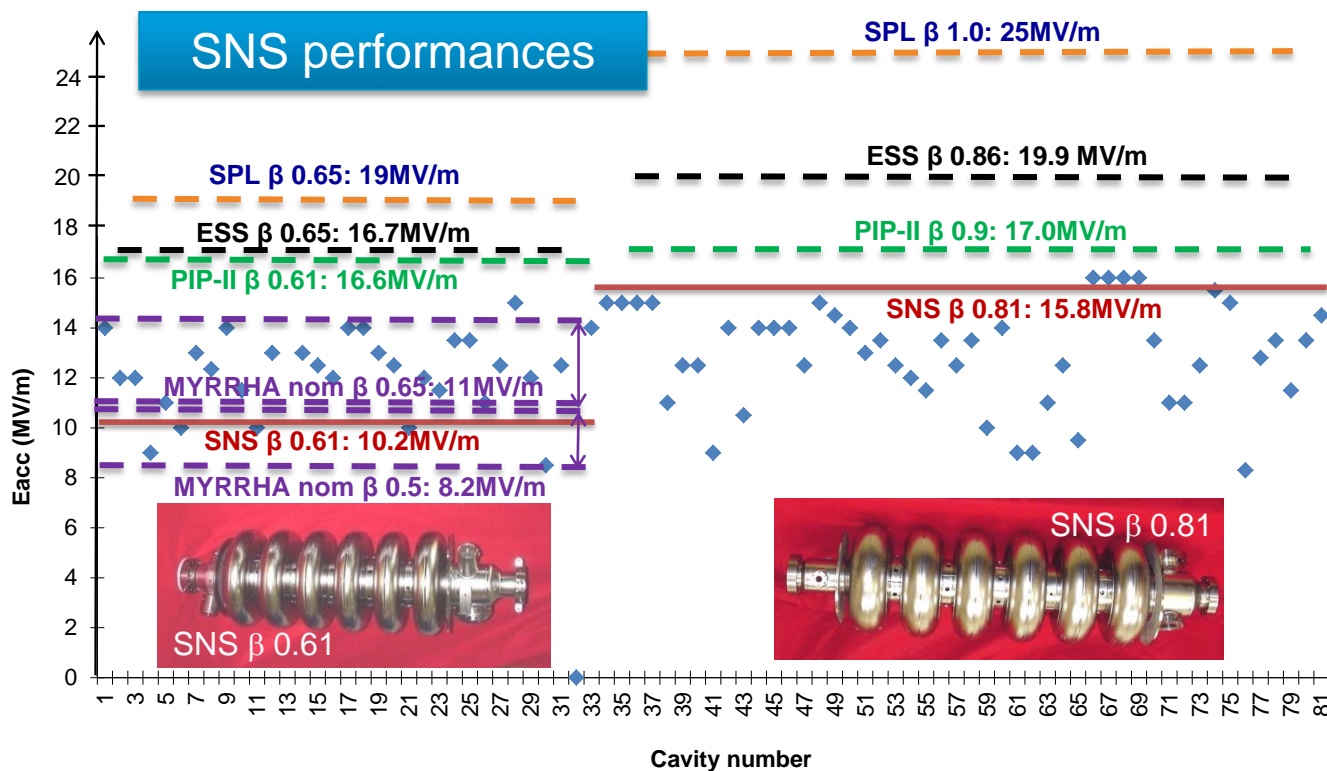 SNS performances
SPL β 1.0: 25MV/m
SPL β 0.65: 19MV/m
ESS β 0.86: 19.9 MV/m
ESS β 0.65: 16.7MV/m
PIP-II β 0.9: 17.0MV/m
PIP-II β 0.61: 16.6MV/m
SNS β 0.81: 15.8MV/m
MYRRHA nom β 0.65: 11MV/m
SNS β 0.61: 10.2MV/m
MYRRHA nom β 0.5: 8.2MV/m
SNS β 0.81
SNS β 0.61
Eacc (MV/m)
24
22
20
18
16
14
12
10
8
6
4
2
0
1 3 5 7 9 11 13 15 17 19 21 23 25 27 29 31 33 35 37 39 41 43 45 47 49 51 53 55 57 59 61 63 65 67 69 71 73 75 77 79 81
Cavity number